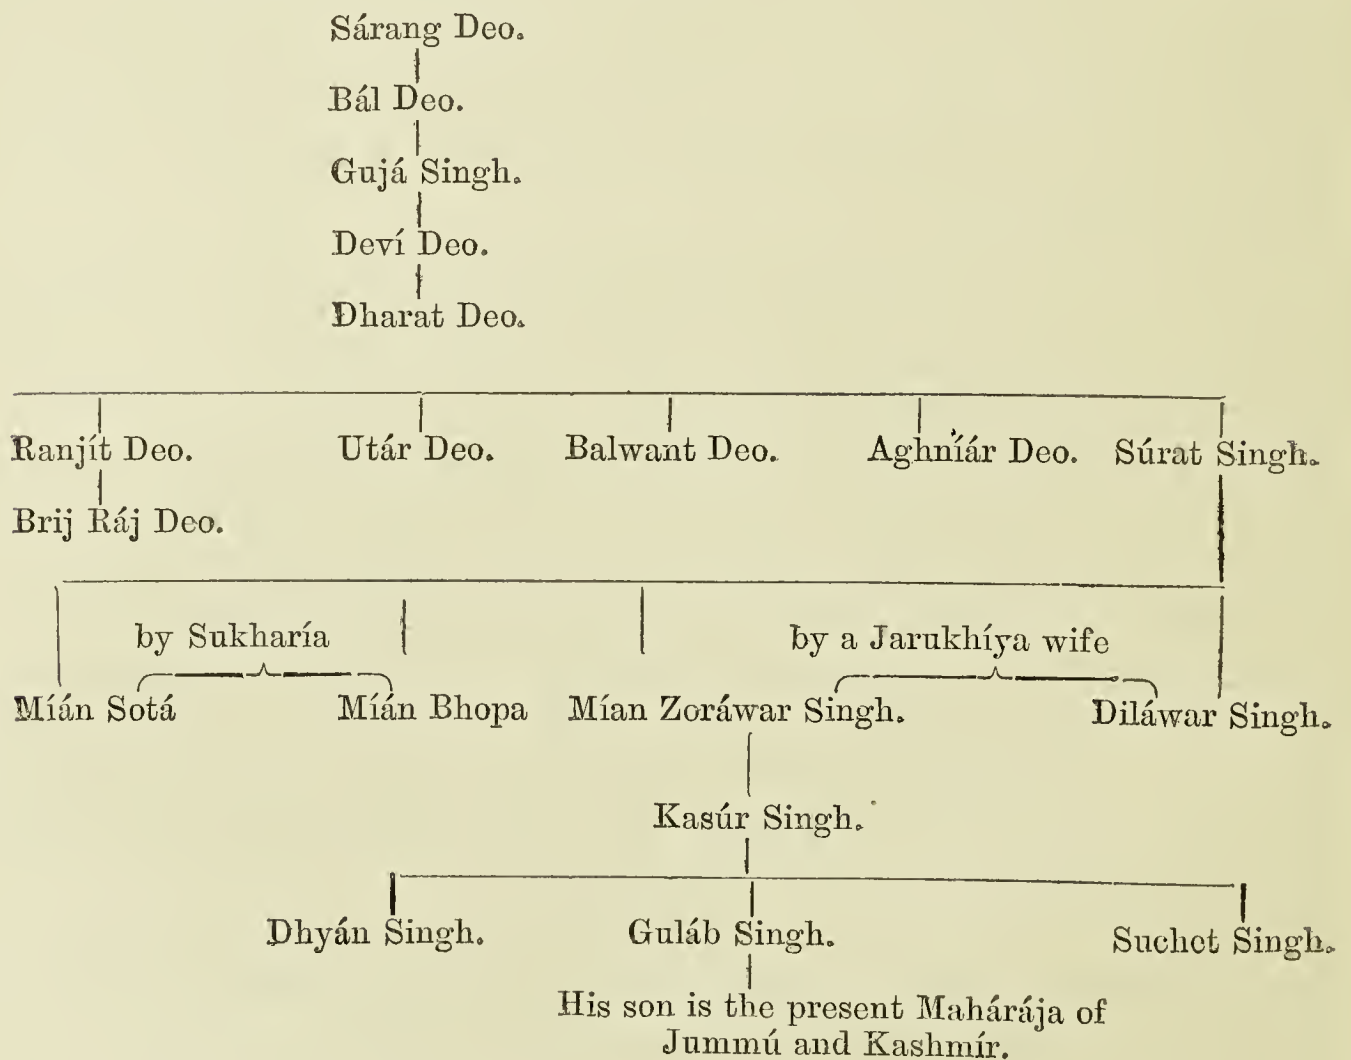 Sárang Deo.
Bál Deo.
Gujá Singh.
Deví Deo.
Dharat Deo.
Ranjít Deo. Utár Deo. Balwant Deo. Aghníár Deo. Súrat Singh.
Brij Ráj Deo.
by Sukharía by a Jarukhíya wife
Míán Sotá Míán Bhopa Mían Zoráwar Singh. Diláwar Singh.
Kasúr Singh.
Dhyán Singh. Guláb Singh. Suchet Singh.
His son is the present Mahárája of
Jummú and Kashmír.